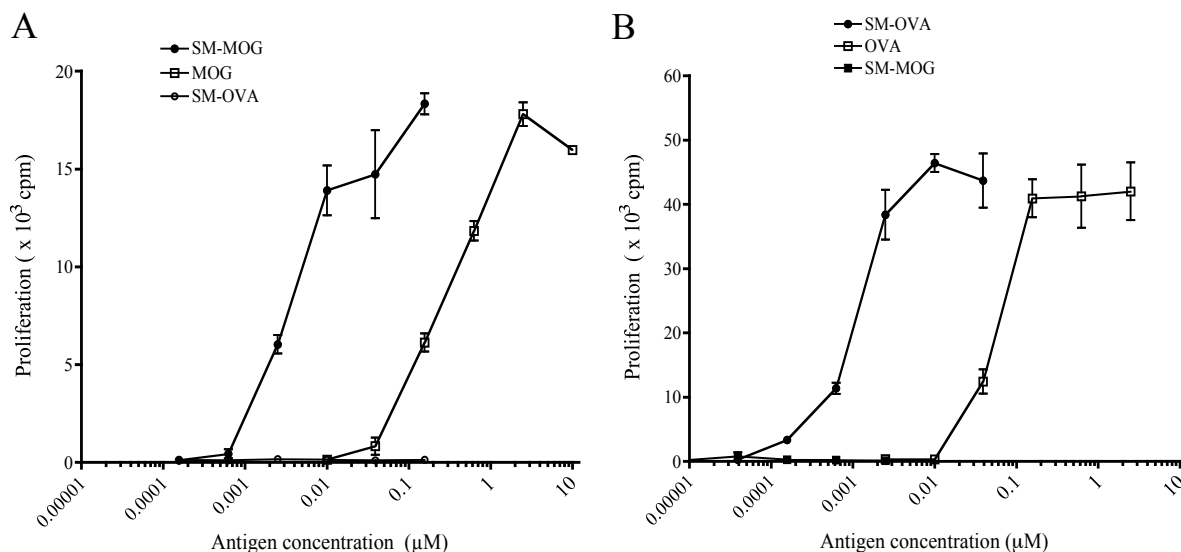 A
SM-MOG
MOG
SM-OVA
20
15
10
5
0
Proliferation ( x 10³ cpm)
0.00001
0.0001
0.001
0.01
0.1
1
10
Antigen concentration (µM)
B
SM-OVA
OVA
SM-MOG
60
50
40
30
20
10
0
Proliferation ( x 10³ cpm)
0.00001
0.0001
0.001
0.01
0.1
1
10
Antigen concentration (µM)